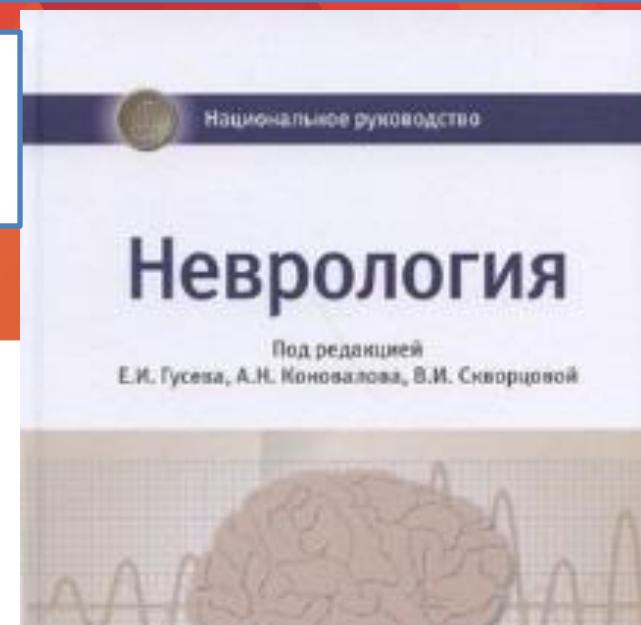 Национальное руководство
Неврология
Под редакцией
Е.И. Гусева, А.Н. Коновалова, В.И. Скворцовой